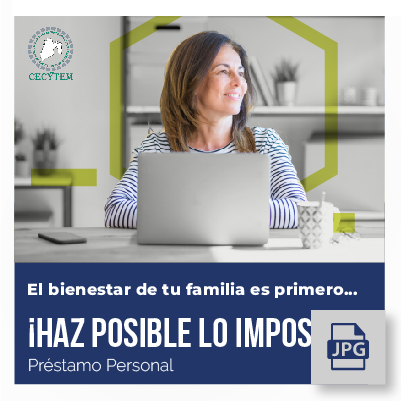 CECYTEM
El bienestar de tu familia es primero...
¡HAZ POSIBLE LO IMPOS
Préstamo Personal
JPG